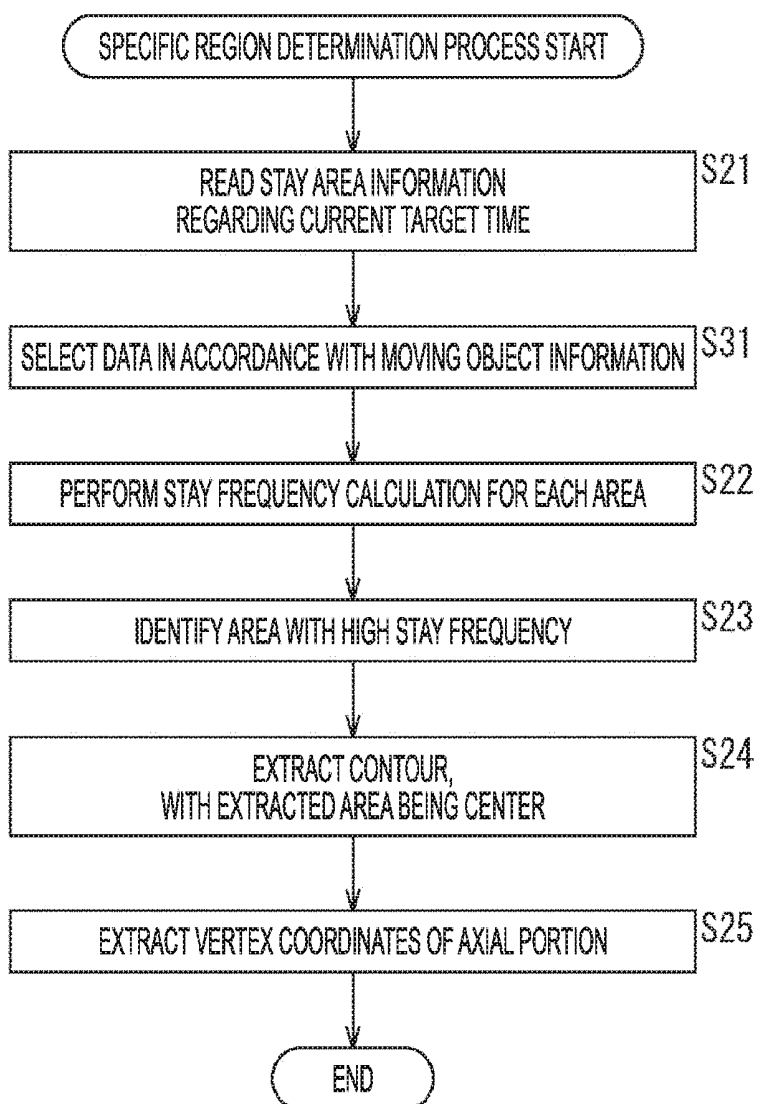 SPECIFIC REGION DETERMINATION PROCESS START
S21
READ STAY AREA INFORMATION
REGARDING CURRENT TARGET TIME
S31
SELECT DATA IN ACCORDANCE WITH MOVING OBJECT INFORMATION
S22
PERFORM STAY FREQUENCY CALCULATION FOR EACH AREA
S23
IDENTIFY AREA WITH HIGH STAY FREQUENCY
S24
EXTRACT CONTOUR,
WITH EXTRACTED AREA BEING CENTER
S25
EXTRACT VERTEX COORDINATES OF AXIAL PORTION
END